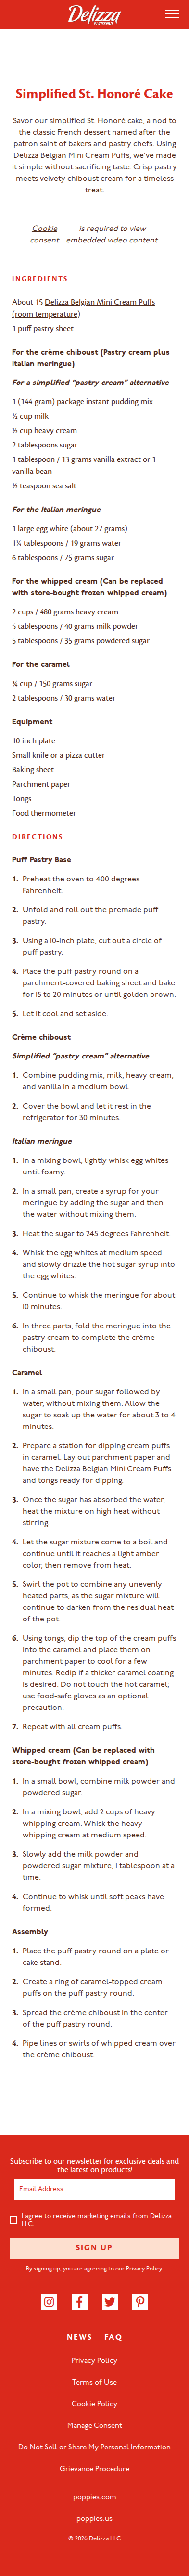 Delizza
PATISSERIE
Simplified St. Honoré Cake
Savor our simplified St. Honoré cake, a nod to
the classic French dessert named after the
patron saint of bakers and pastry chefs. Using
Delizza Belgian Mini Cream Puffs, we've made
it simple without sacrificing taste. Crisp pastry
meets velvety chiboust cream for a timeless
treat.
Cookie consent is required to view embedded video content.
INGREDIENTS
About 15 Delizza Belgian Mini Cream Puffs
(room temperature)
1 puff pastry sheet
For the crème chiboust (Pastry cream plus
Italian meringue)
For a simplified "pastry cream" alternative
1 (144-gram) package instant pudding mix
½ cup milk
½ cup heavy cream
2 tablespoons sugar
1 tablespoon / 13 grams vanilla extract or 1
vanilla bean
½ teaspoon sea salt
For the Italian meringue
1 large egg white (about 27 grams)
1¼ tablespoons / 19 grams water
6 tablespoons / 75 grams sugar
For the whipped cream (Can be replaced
with store-bought frozen whipped cream)
2 cups / 480 grams heavy cream
5 tablespoons / 40 grams milk powder
5 tablespoons / 35 grams powdered sugar
For the caramel
¾ cup / 150 grams sugar
2 tablespoons / 30 grams water
Equipment
10-inch plate
Small knife or a pizza cutter
Baking sheet
Parchment paper
Tongs
Food thermometer
DIRECTIONS
Puff Pastry Base
1. Preheat the oven to 400 degrees
Fahrenheit.
2. Unfold and roll out the premade puff
pastry.
3. Using a 10-inch plate, cut out a circle of
puff pastry.
4. Place the puff pastry round on a
parchment-covered baking sheet and bake
for 15 to 20 minutes or until golden brown.
5. Let it cool and set aside.
Crème chiboust
Simplified "pastry cream" alternative
1. Combine pudding mix, milk, heavy cream,
and vanilla in a medium bowl.
2. Cover the bowl and let it rest in the
refrigerator for 30 minutes.
Italian meringue
1. In a mixing bowl, lightly whisk egg whites
until foamy.
2. In a small pan, create a syrup for your
meringue by adding the sugar and then
the water without mixing them.
3. Heat the sugar to 245 degrees Fahrenheit.
4. Whisk the egg whites at medium speed
and slowly drizzle the hot sugar syrup into
the egg whites.
5. Continue to whisk the meringue for about
10 minutes.
6. In three parts, fold the meringue into the
pastry cream to complete the crème
chiboust.
Caramel
1. In a small pan, pour sugar followed by
water, without mixing them. Allow the
sugar to soak up the water for about 3 to 4
minutes.
2. Prepare a station for dipping cream puffs
in caramel. Lay out parchment paper and
have the Delizza Belgian Mini Cream Puffs
and tongs ready for dipping.
3. Once the sugar has absorbed the water,
heat the mixture on high heat without
stirring.
4. Let the sugar mixture come to a boil and
continue until it reaches a light amber
color, then remove from heat.
5. Swirl the pot to combine any unevenly
heated parts, as the sugar mixture will
continue to darken from the residual heat
of the pot.
6. Using tongs, dip the top of the cream puffs
into the caramel and place them on
parchment paper to cool for a few
minutes. Redip if a thicker caramel coating
is desired. Do not touch the hot caramel;
use food-safe gloves as an optional
precaution.
7. Repeat with all cream puffs.
Whipped cream (Can be replaced with
store-bought frozen whipped cream)
1. In a small bowl, combine milk powder and
powdered sugar.
2. In a mixing bowl, add 2 cups of heavy
whipping cream. Whisk the heavy
whipping cream at medium speed.
3. Slowly add the milk powder and
powdered sugar mixture, 1 tablespoon at a
time.
4. Continue to whisk until soft peaks have
formed.
Assembly
1. Place the puff pastry round on a plate or
cake stand.
2. Create a ring of caramel-topped cream
puffs on the puff pastry round.
3. Spread the crème chiboust in the center
of the puff pastry round.
4. Pipe lines or swirls of whipped cream over
the crème chiboust.
Subscribe to our newsletter for exclusive deals and
the latest on products!
Email Address
I agree to receive marketing emails from Delizza
LLC.
SIGN UP
By signing up, you are agreeing to our Privacy Policy.
NEWS FAQ
Privacy Policy
Terms of Use
Cookie Policy
Manage Consent
Do Not Sell or Share My Personal Information
Grievance Procedure
poppies.com
poppies.us
© 2026 Delizza LLC